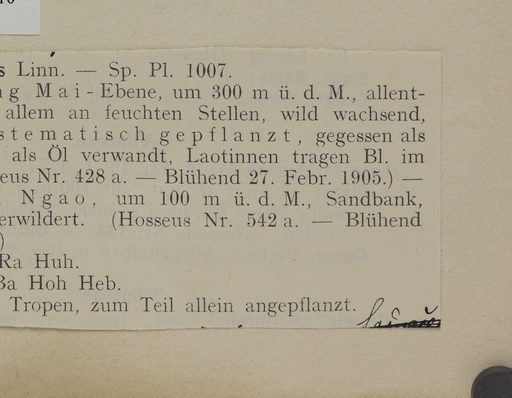 s Linn. — Sp. Pl. 1007.
ng Mai-Ebene, um 300 m ü. d. M., allent-
allem an feuchten Stellen, wild wachsend,
stematisch gepflanzt, gegessen als
als Öl verwandt, Laotinnen tragen Bl. im
eus Nr. 428 a. — Blühend 27. Febr. 1905.) —
Ngao, um 100 m ü. d. M., Sandbank,
erwildert. (Hosseus Nr. 542 a. — Blühend
)
Ra Huh.
Ba Hoh Heb.
Tropen, zum Teil allein angepflanzt.